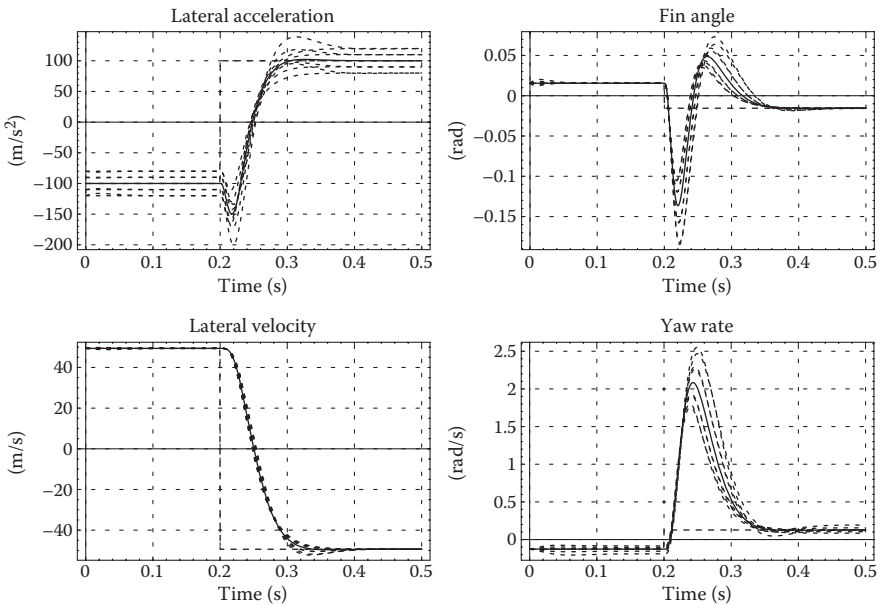 Lateral acceleration
(m/s²)
100
50
0
−50
−100
−150
−200
0 0.1 0.2 0.3 0.4 0.5
Time (s)
Fin angle
(rad)
0.05
0
−0.05
−0.1
−0.15
0 0.1 0.2 0.3 0.4 0.5
Time (s)
Lateral velocity
(m/s)
40
20
0
−20
−40
0 0.1 0.2 0.3 0.4 0.5
Time (s)
Yaw rate
(rad/s)
2.5
2
1.5
1
0.5
0
0 0.1 0.2 0.3 0.4 0.5
Time (s)